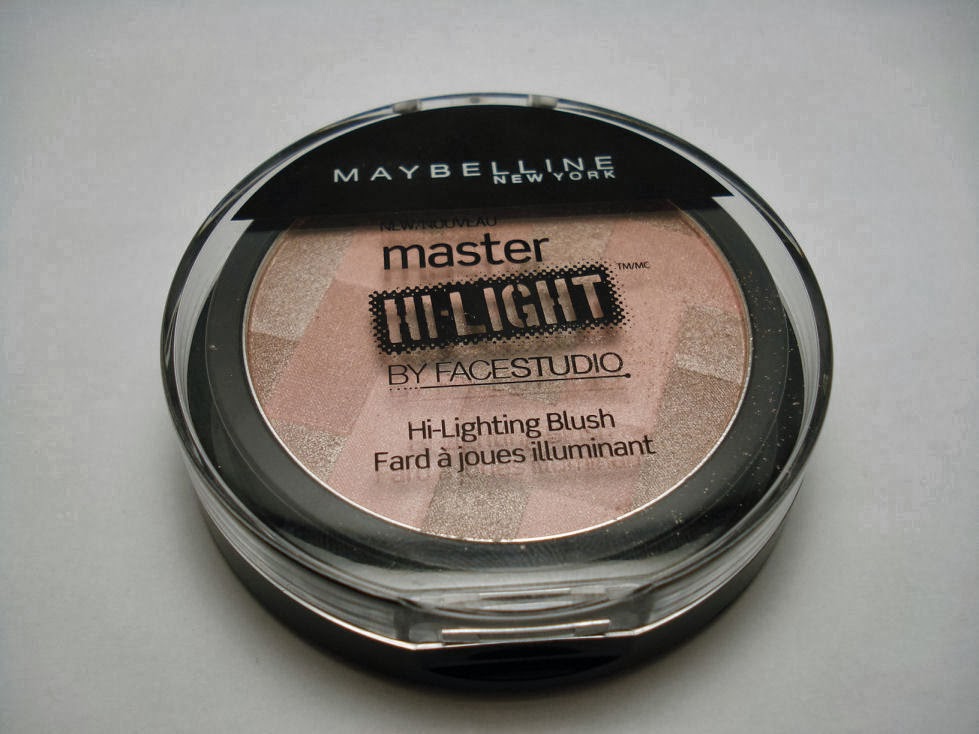 MAYBELLINE
NEW YORK
NEW/NOUVEAU
master
HI-LIGHT TM/MC
BY FACESTUDIO
Hi-Lighting Blush
Fard à joues illuminant